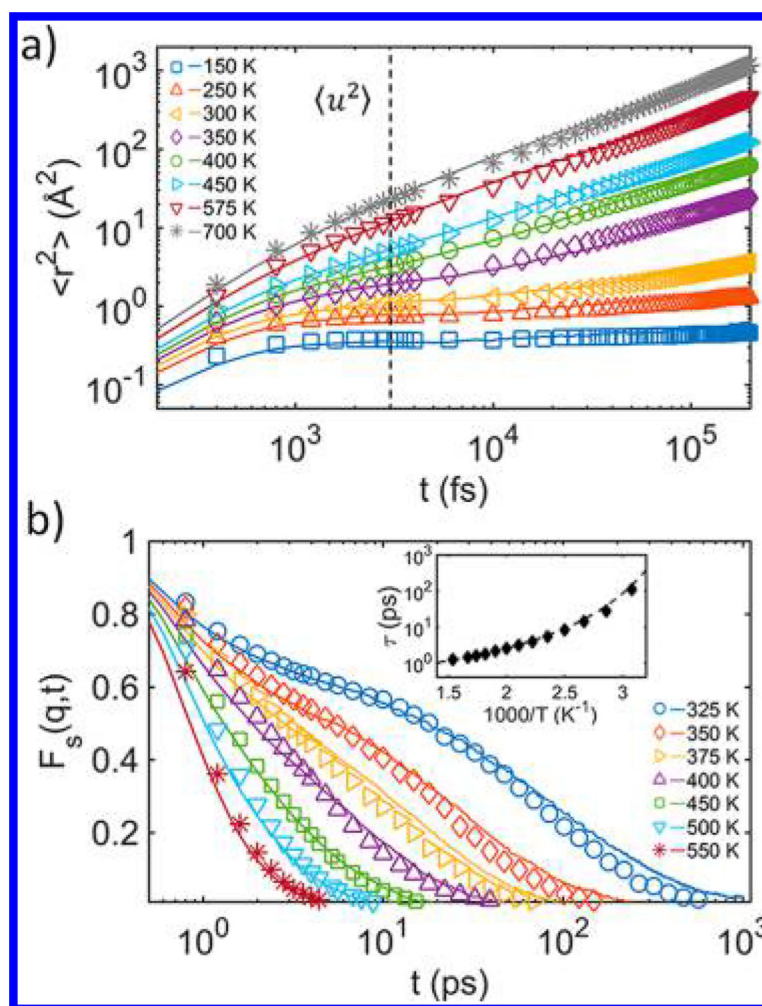 a)
<r²> (Å²)
10³
10²
10¹
10⁰
10⁻¹
150 K
250 K
300 K
350 K
400 K
450 K
575 K
700 K
⟨u²⟩
10³
10⁴
10⁵
t (fs)
b)
Fₛ(q,t)
1
0.8
0.6
0.4
0.2
τ (ps)
10³
10²
10⁰
1.5
2
2.5
3
1000/T (K⁻¹)
325 K
350 K
375 K
400 K
450 K
500 K
550 K
10⁰
10¹
10²
10³
t (ps)